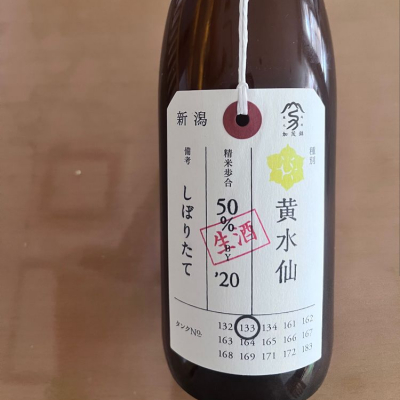 新潟
加茂錦
種別
黄水仙
精米歩合
50%
BY
'20
生酒
備考
しぼりたて
タンクNo.
132 133 134 161 162
163 164 165 166 167
168 169 171 172 183